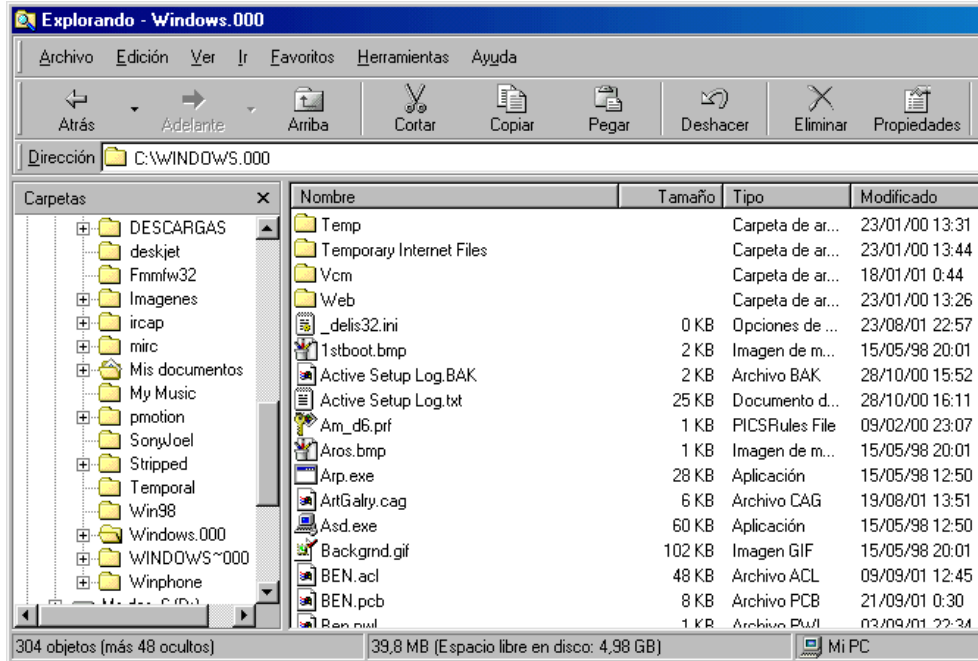 Explorando - Windows.000
Archivo Edición Ver Ir Favoritos Herramientas Ayuda
Atrás Adelante Arriba Cortar Copiar Pegar Deshacer Eliminar Propiedades
Dirección C:\WINDOWS.000
Carpetas
DESCARGAS
deskjet
Fmmfw32
Imagenes
ircap
mirc
Mis documentos
My Music
pmotion
SonyJoel
Stripped
Temporal
Win98
Windows.000
WINDOWS~000
Winphone
Nombre Tamaño Tipo Modificado
Temp Carpeta de ar... 23/01/00 13:31
Temporary Internet Files Carpeta de ar... 23/01/00 13:44
Vcm Carpeta de ar... 18/01/01 0:44
Web Carpeta de ar... 23/01/00 13:26
_delis32.ini 0 KB Opciones de ... 23/08/01 22:57
1stboot.bmp 2 KB Imagen de m... 15/05/98 20:01
Active Setup Log.BAK 2 KB Archivo BAK 28/10/00 15:52
Active Setup Log.txt 25 KB Documento d... 28/10/00 16:11
Am_d6.prf 1 KB PICSRules File 09/02/00 23:07
Aros.bmp 1 KB Imagen de m... 15/05/98 20:01
Arp.exe 28 KB Aplicación 15/05/98 12:50
ArtGalry.cag 6 KB Archivo CAG 19/08/01 13:51
Asd.exe 60 KB Aplicación 15/05/98 12:50
Backgrnd.gif 102 KB Imagen GIF 15/05/98 20:01
BEN.acl 48 KB Archivo ACL 09/09/01 12:45
BEN.pcb 8 KB Archivo PCB 21/09/01 0:30
Ben.pwl 1 KB Archivo PWL 03/09/01 22:34
304 objetos (más 48 ocultos) 39,8 MB (Espacio libre en disco: 4,98 GB) Mi PC